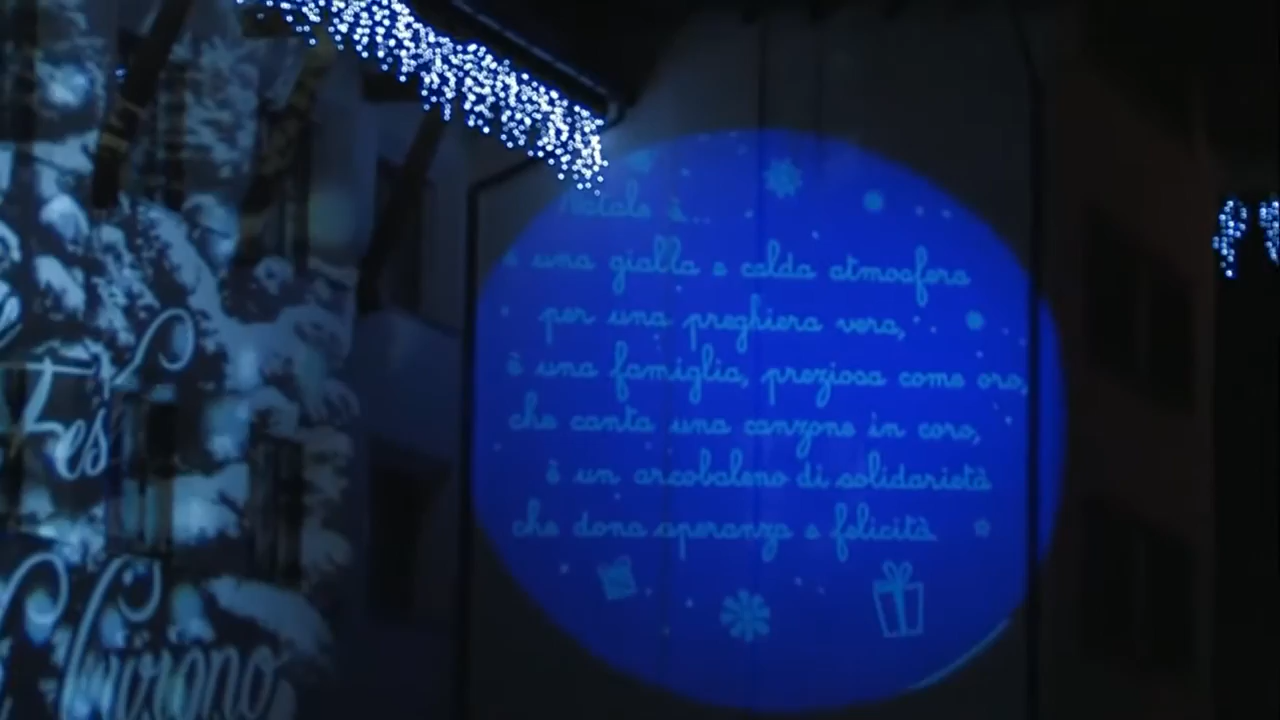 Natale è...
è una gialla e calda atmosfera
per una preghiera vera,
è una famiglia, preziosa come oro,
che canta una canzone in coro,
è un arcobaleno di solidarietà
che dona speranza e felicità
Fes